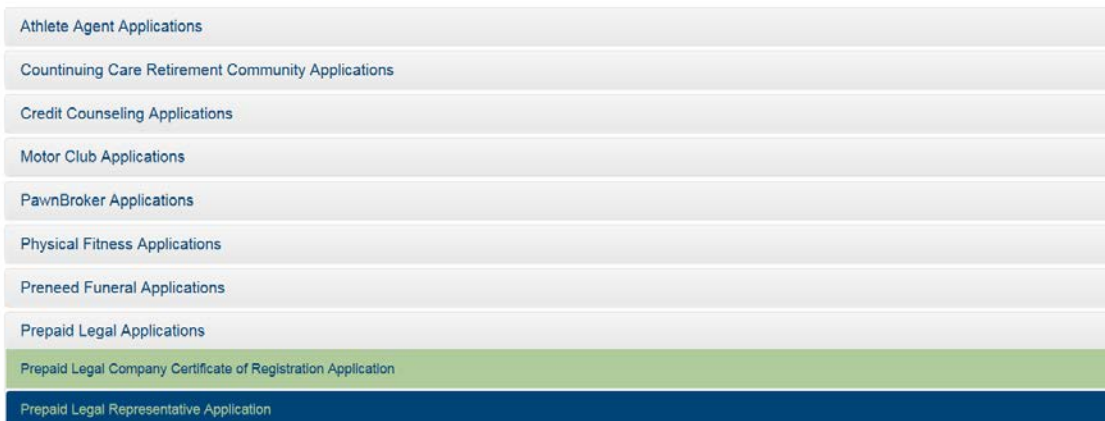 Athlete Agent Applications
Countinuing Care Retirement Community Applications
Credit Counseling Applications
Motor Club Applications
PawnBroker Applications
Physical Fitness Applications
Preneed Funeral Applications
Prepaid Legal Applications
Prepaid Legal Company Certificate of Registration Application
Prepaid Legal Representative Application